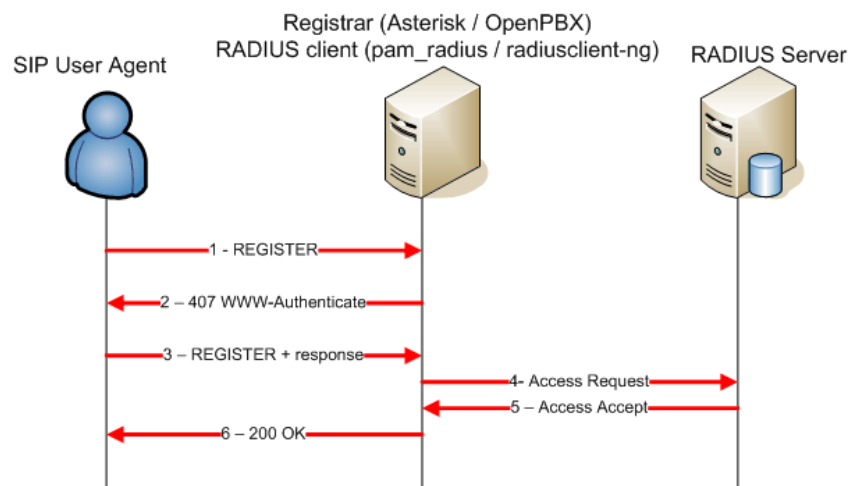 Registrar (Asterisk / OpenPBX)
RADIUS client (pam_radius / radiusclient-ng)
SIP User Agent
RADIUS Server
1 - REGISTER
2 – 407 WWW-Authenticate
3 – REGISTER + response
4- Access Request
5 – Access Accept
6 – 200 OK